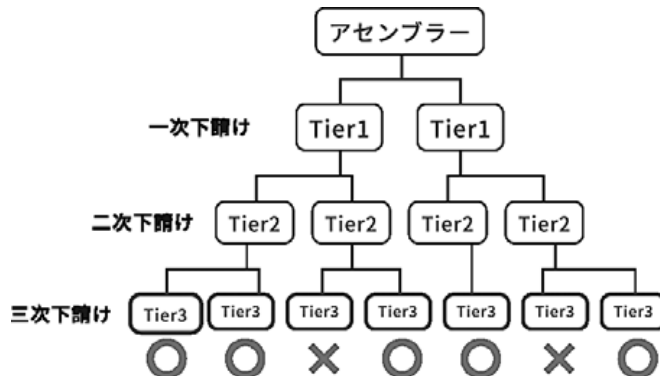 アセンブラー
一次下請け Tier1 Tier1
二次下請け Tier2 Tier2 Tier2 Tier2
三次下請け Tier3 Tier3 Tier3 Tier3 Tier3 Tier3 Tier3
○ ○ × ○ ○ × ○